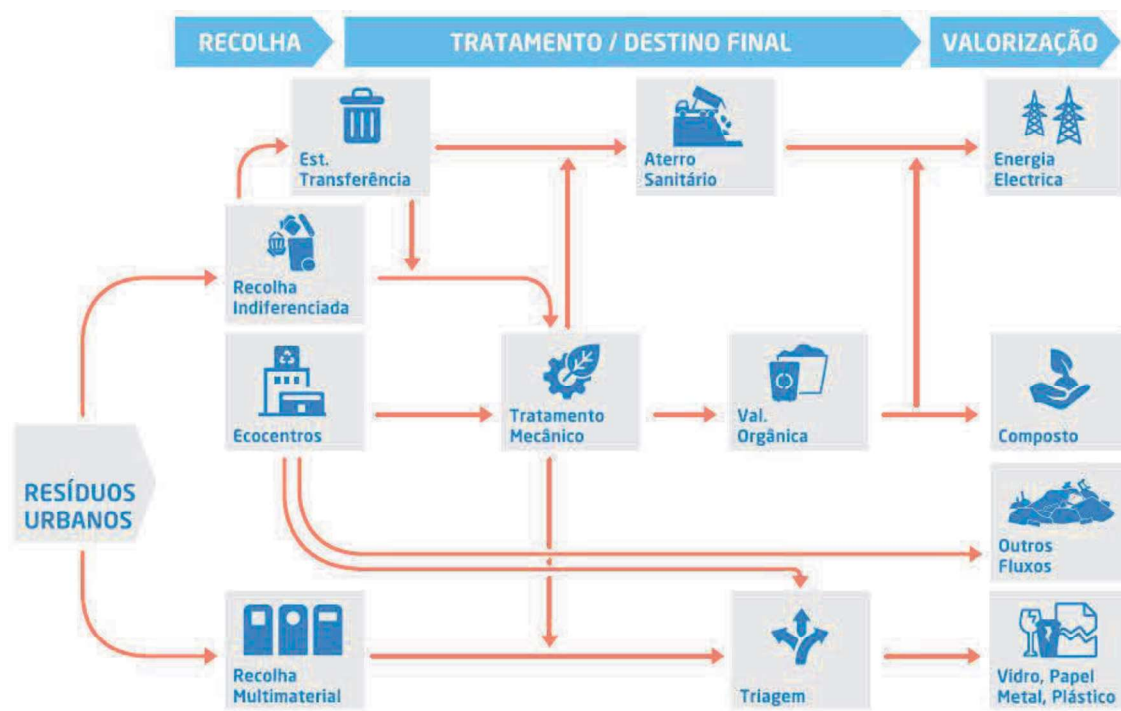 RECOLHA
TRATAMENTO / DESTINO FINAL
VALORIZAÇÃO
Est.
Transferência
Aterro
Sanitário
Energia
Electrica
Recolha
Indiferenciada
Ecocentros
Tratamento
Mecânico
Val.
Orgânica
Composto
RESÍDUOS
URBANOS
Outros
Fluxos
Recolha
Multimaterial
Triagem
Vidro, Papel
Metal, Plástico